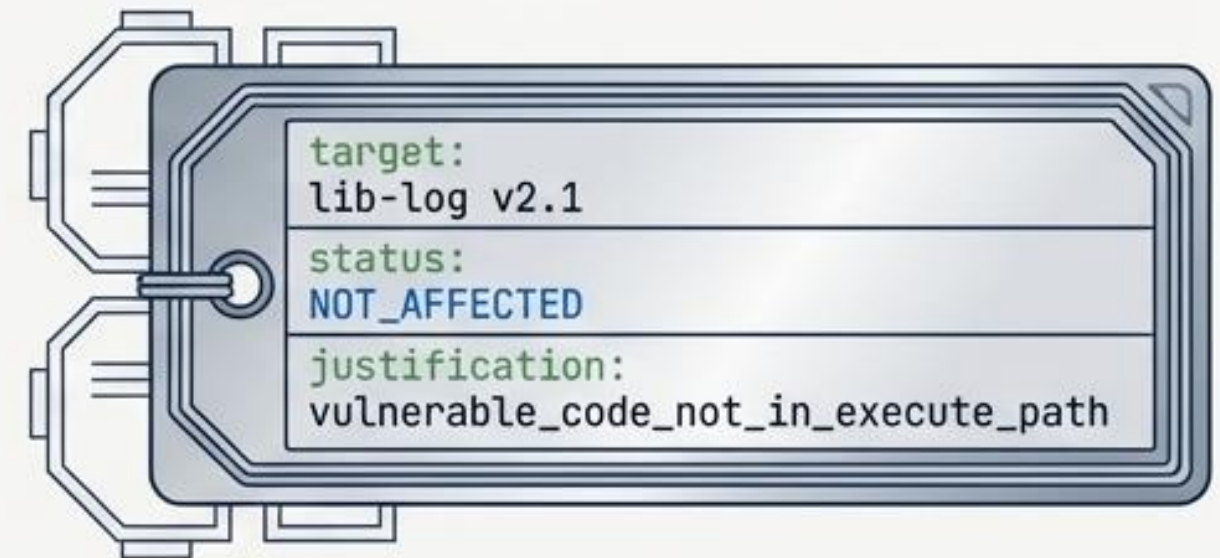 target:
lib-log v2.1
status:
NOT_AFFECTED
justification:
vulnerable_code_not_in_execute_path